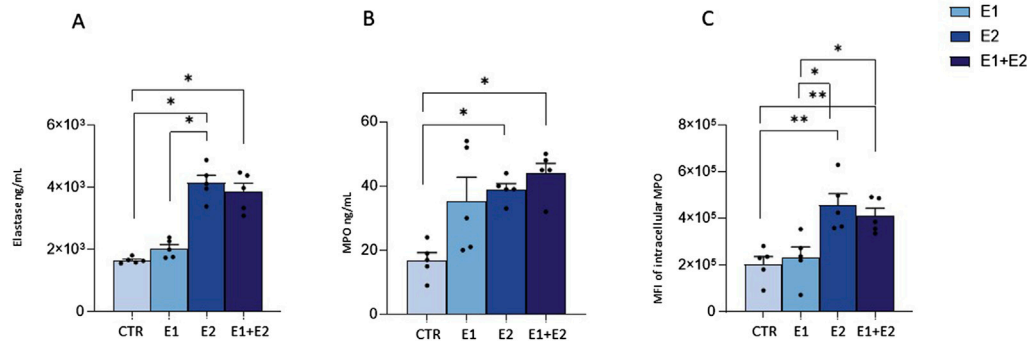 A
B
C
E1
E2
E1+E2
*
*
*
Elastase ng/mL
6×10³
4×10³
2×10³
0
CTR E1 E2 E1+E2
*
*
MPO ng/mL
60
40
20
0
CTR E1 E2 E1+E2
*
*
**
**
MFI of intracellular MPO
8×10⁵
6×10⁵
4×10⁵
2×10⁵
0
CTR E1 E2 E1+E2